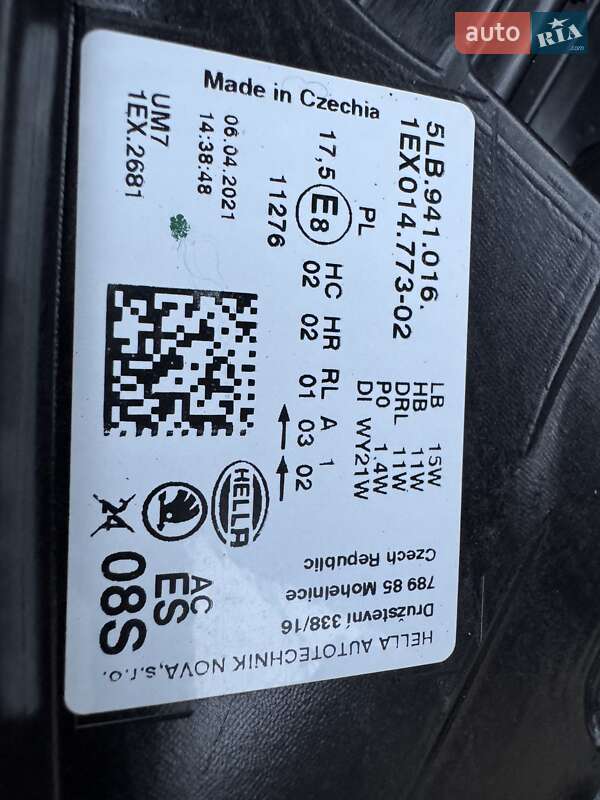 auto RIA.com
5LB.941.016.
1EX014.773-02
Made in Czechia
06.04.2021
14:38:48
UM7
1EX.2681
PL
17,5 E8 HC HR RL A 1
02 02 01 03 02
11276
LB 15W
HB 11W
DRL 11W
PO 1.4W
DI WY21W
HELLA
AC
ES
24 08S
HELLA AUTOTECHNIK NOVA,s.r.o.
Družstevní 338/16
789 85 Mohelnice
Czech Republic